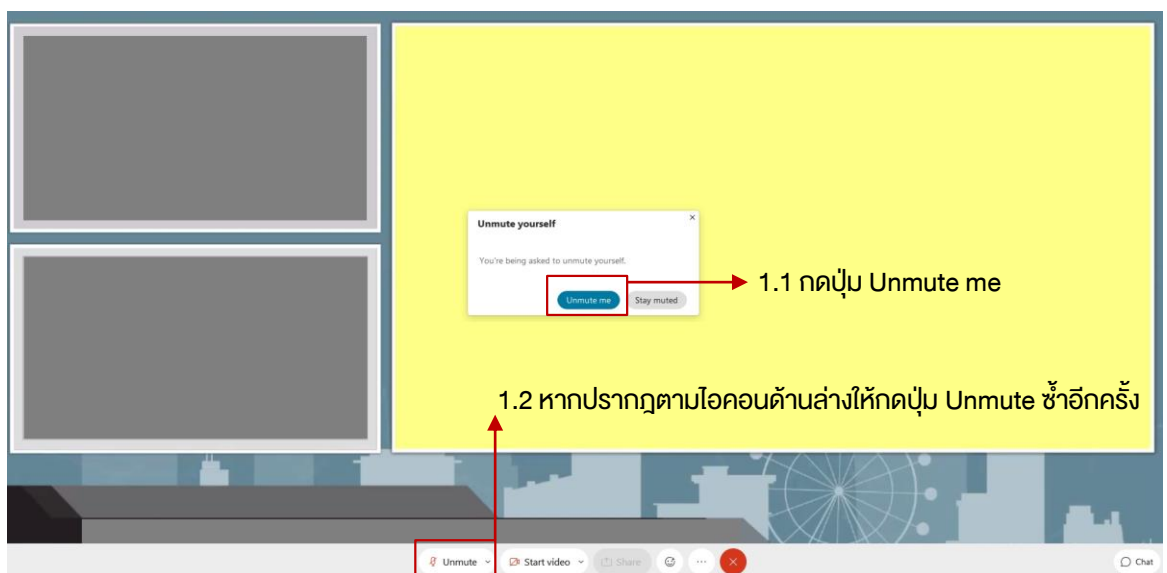 Unmute yourself
You're being asked to unmute yourself.
Unmute me
Stay muted
1.1 กดปุ่ม Unmute me
1.2 หากปรากฎตามไอคอนด้านล่างให้กดปุ่ม Unmute ซ้ำอีกครั้ง
Unmute
Start video
Share
Chat